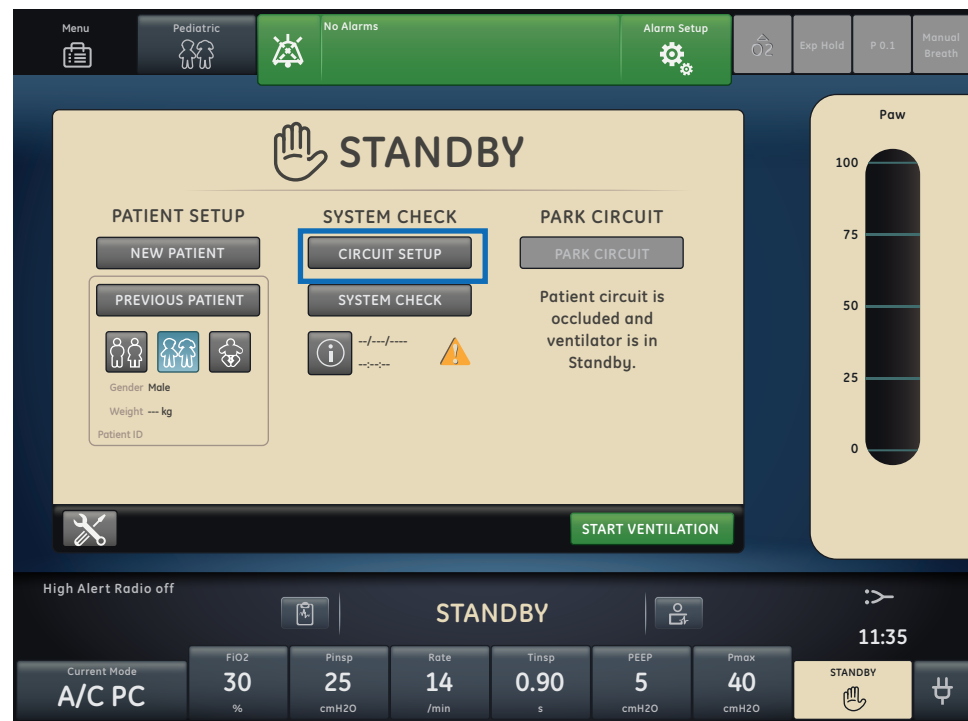 Menu
Pediatric
No Alarms
Alarm Setup
O2
Exp Hold
P 0.1
Manual
Breath
STANDBY
PATIENT SETUP
NEW PATIENT
PREVIOUS PATIENT
Gender Male
Weight --- kg
Patient ID
SYSTEM CHECK
CIRCUIT SETUP
SYSTEM CHECK
--/---/----
--:--:--
PARK CIRCUIT
PARK CIRCUIT
Patient circuit is
occluded and
ventilator is in
Standby.
START VENTILATION
Paw
100
75
50
25
0
High Alert Radio off
STANDBY
11:35
Current Mode
A/C PC
FiO2
30
%
Pinsp
25
cmH2O
Rate
14
/min
Tinsp
0.90
s
PEEP
5
cmH2O
Pmax
40
cmH2O
STANDBY